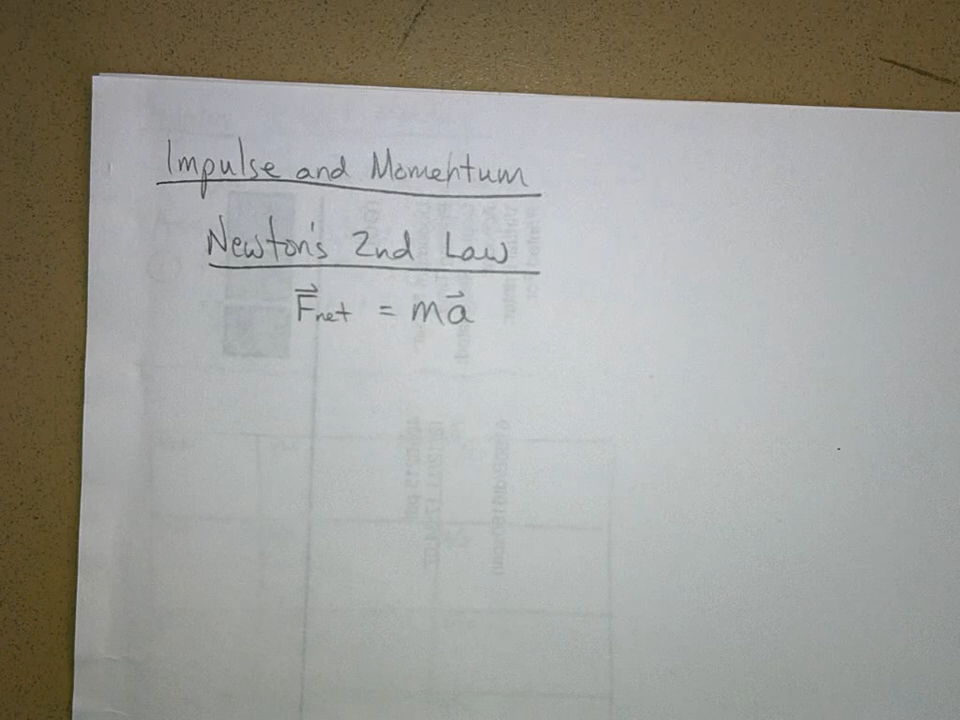 Impulse and Momentum
Newton's 2nd Law
F⃗net = ma⃗